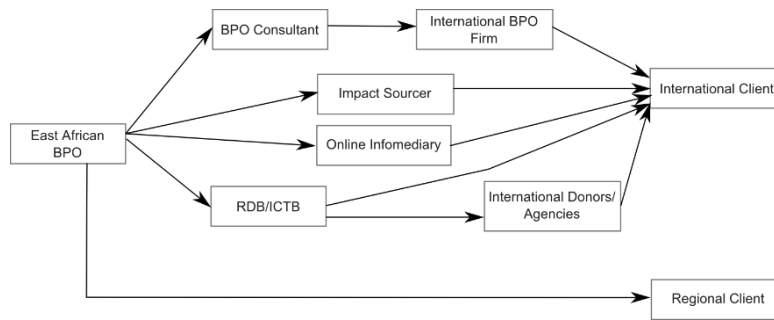 BPO Consultant
International BPO
Firm
Impact Sourcer
International Client
East African
BPO
Online Infomediary
RDB/ICTB
International Donors/
Agencies
Regional Client